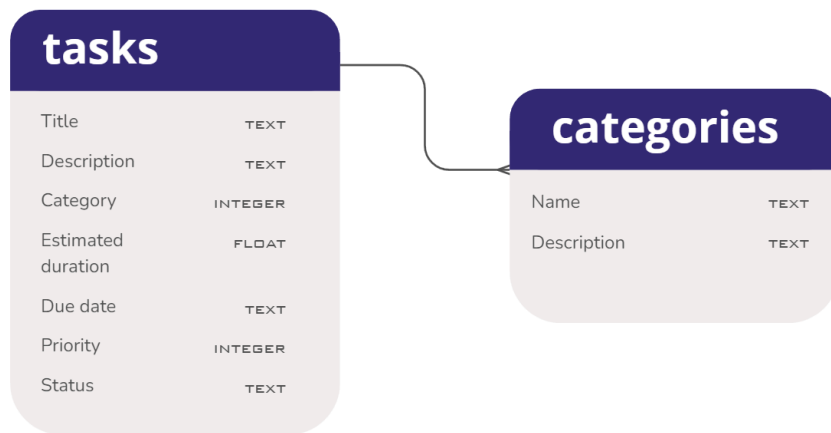 tasks
Title TEXT
Description TEXT
Category INTEGER
Estimated FLOAT
duration
Due date TEXT
Priority INTEGER
Status TEXT
categories
Name TEXT
Description TEXT